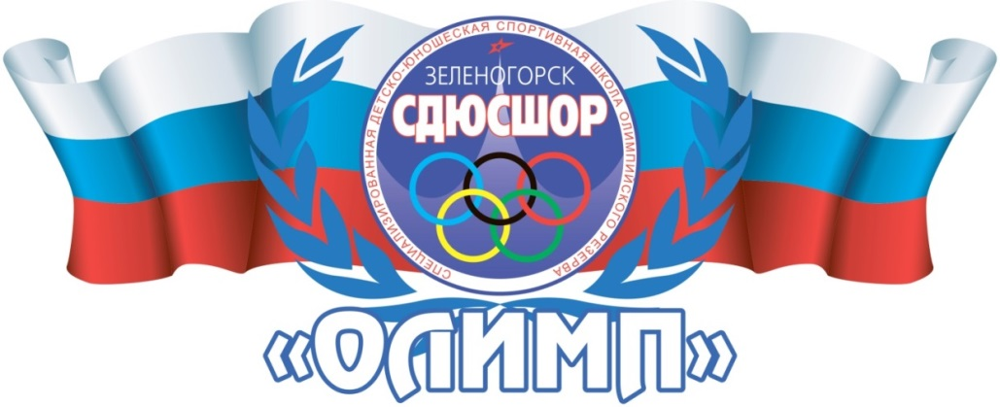 СПЕЦИАЛИЗИРОВАННАЯ ДЕТСКО-ЮНОШЕСКАЯ СПОРТИВНАЯ ШКОЛА ОЛИМПИЙСКОГО РЕЗЕРВА
ЗЕЛЕНОГОРСК
СДЮСШОР
«ОЛИМП»